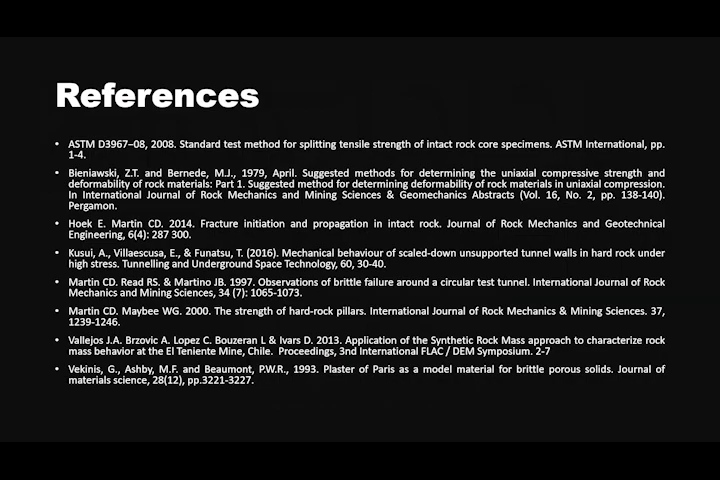 References
• ASTM D3967–08, 2008. Standard test method for splitting tensile strength of intact rock core specimens. ASTM International, pp.
1-4.
• Bieniawski, Z.T. and Bernede, M.J., 1979, April. Suggested methods for determining the uniaxial compressive strength and
deformability of rock materials: Part 1. Suggested method for determining deformability of rock materials in uniaxial compression.
In International Journal of Rock Mechanics and Mining Sciences & Geomechanics Abstracts (Vol. 16, No. 2, pp. 138-140).
Pergamon.
• Hoek E. Martin CD. 2014. Fracture initiation and propagation in intact rock. Journal of Rock Mechanics and Geotechnical
Engineering, 6(4): 287 300.
• Kusui, A., Villaescusa, E., & Funatsu, T. (2016). Mechanical behaviour of scaled-down unsupported tunnel walls in hard rock under
high stress. Tunnelling and Underground Space Technology, 60, 30-40.
• Martin CD. Read RS. & Martino JB. 1997. Observations of brittle failure around a circular test tunnel. International Journal of Rock
Mechanics and Mining Sciences, 34 (7): 1065-1073.
• Martin CD. Maybee WG. 2000. The strength of hard-rock pillars. International Journal of Rock Mechanics & Mining Sciences. 37,
1239-1246.
• Vallejos J.A. Brzovic A. Lopez C. Bouzeran L & Ivars D. 2013. Application of the Synthetic Rock Mass approach to characterize rock
mass behavior at the El Teniente Mine, Chile. Proceedings, 3nd International FLAC / DEM Symposium. 2-7
• Vekinis, G., Ashby, M.F. and Beaumont, P.W.R., 1993. Plaster of Paris as a model material for brittle porous solids. Journal of
materials science, 28(12), pp.3221-3227.